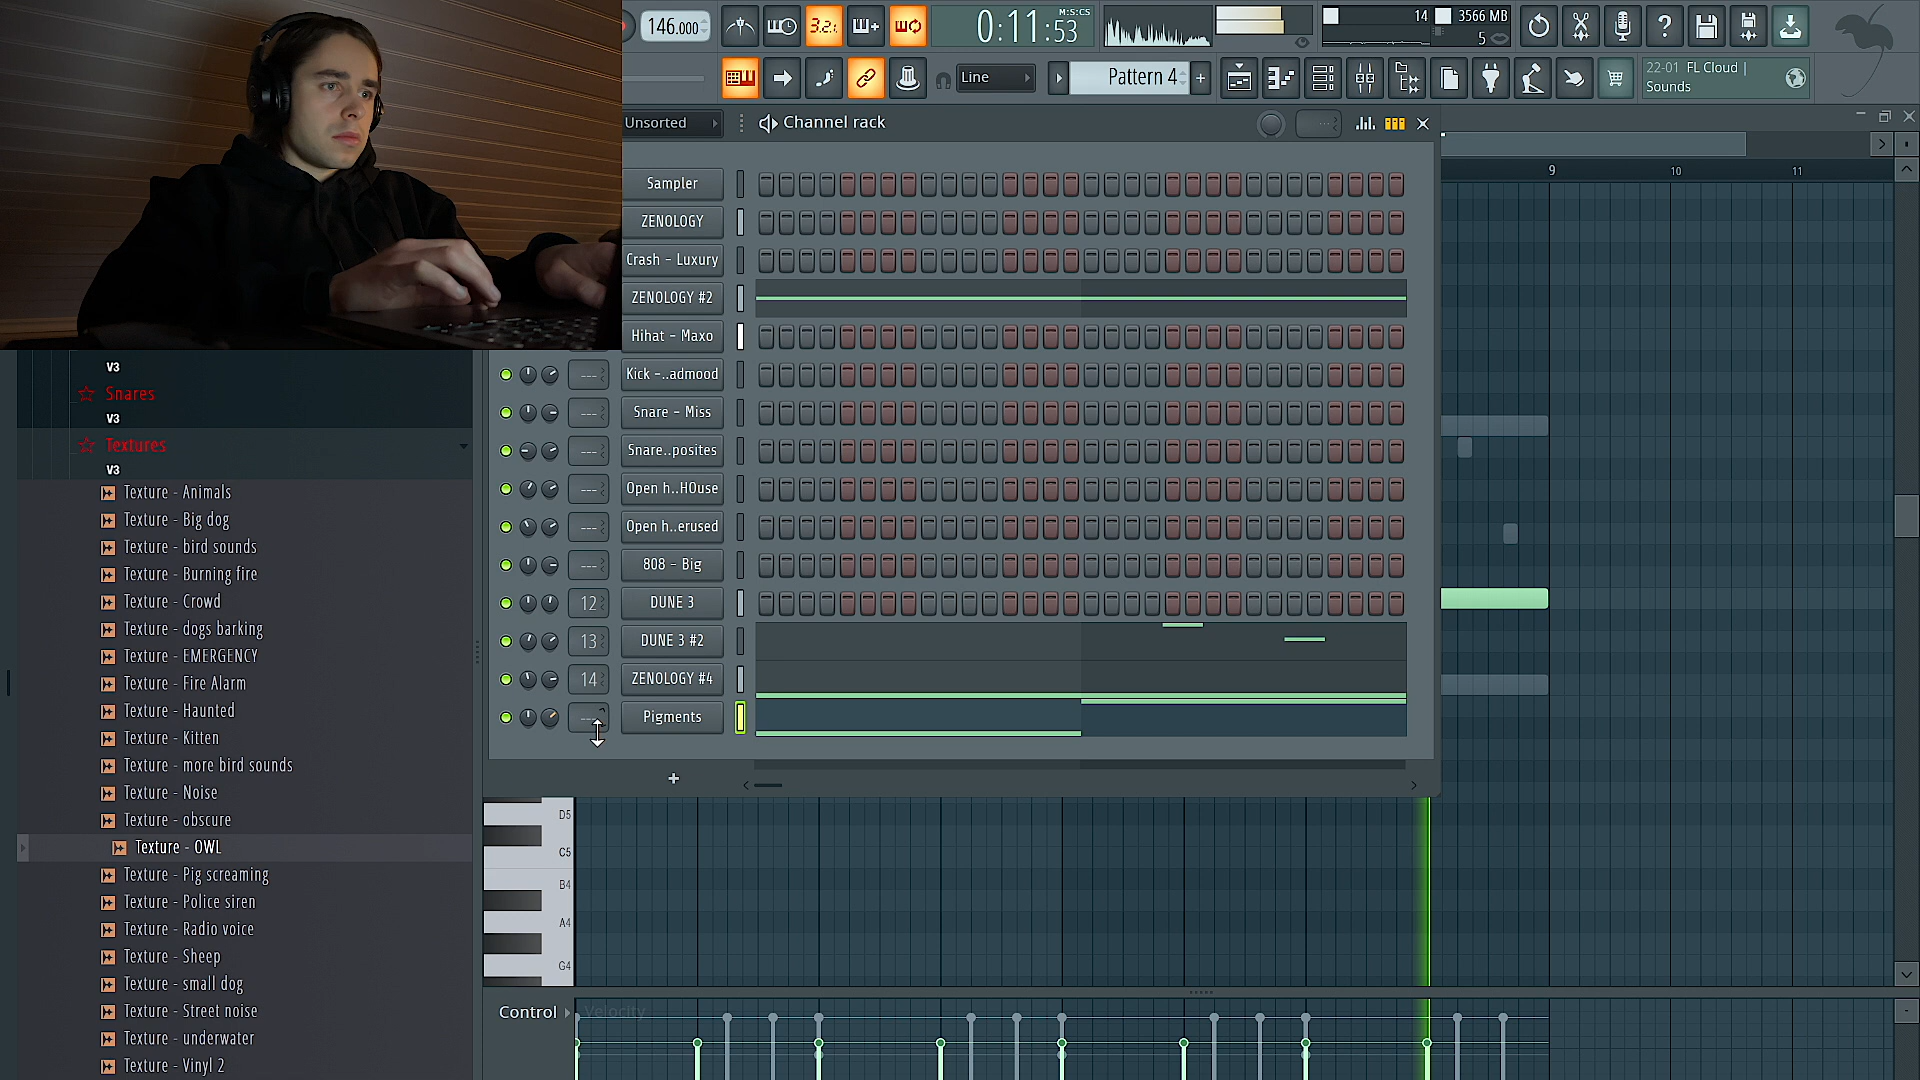 146.000
3.2.
0:11:53
M:S:CS
14
3566 MB
5
Line
Pattern 4
+
22-01 FL Cloud |
Sounds
Unsorted
Channel rack
9
10
11
Sampler
ZENOLOGY
Crash - Luxury
ZENOLOGY #2
Hihat - Maxo
Kick -..admood
Snare - Miss
Snare..posites
Open h..HOuse
Open h..erused
808 - Big
12
DUNE 3
13
DUNE 3 #2
14
ZENOLOGY #4
---
Pigments
+
V3
Snares
V3
Textures
V3
Texture - Animals
Texture - Big dog
Texture - bird sounds
Texture - Burning fire
Texture - Crowd
Texture - dogs barking
Texture - EMERGENCY
Texture - Fire Alarm
Texture - Haunted
Texture - Kitten
Texture - more bird sounds
Texture - Noise
Texture - obscure
Texture - OWL
Texture - Pig screaming
Texture - Police siren
Texture - Radio voice
Texture - Sheep
Texture - small dog
Texture - Street noise
Texture - underwater
Texture - Vinyl 2
D5
C5
B4
A4
G4
Control
Velocity